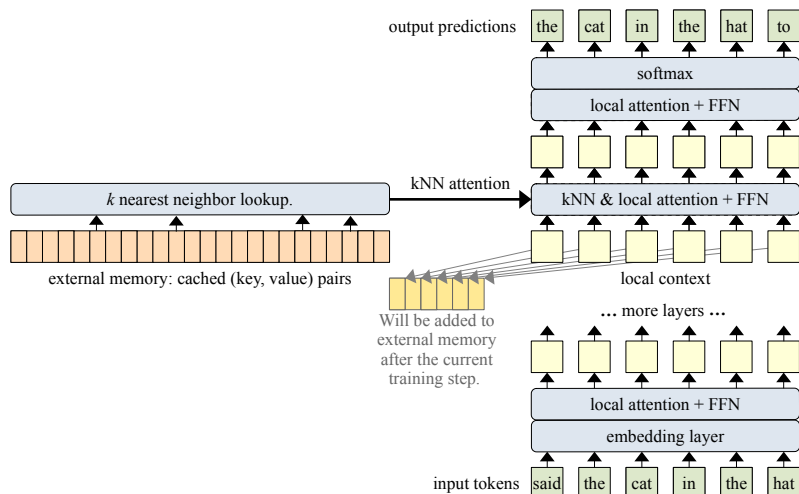 output predictions the cat in the hat to
softmax
local attention + FFN
kNN attention
k nearest neighbor lookup.
kNN & local attention + FFN
external memory: cached (key, value) pairs
local context
Will be added to
external memory
after the current
training step.
... more layers ...
local attention + FFN
embedding layer
input tokens said the cat in the hat